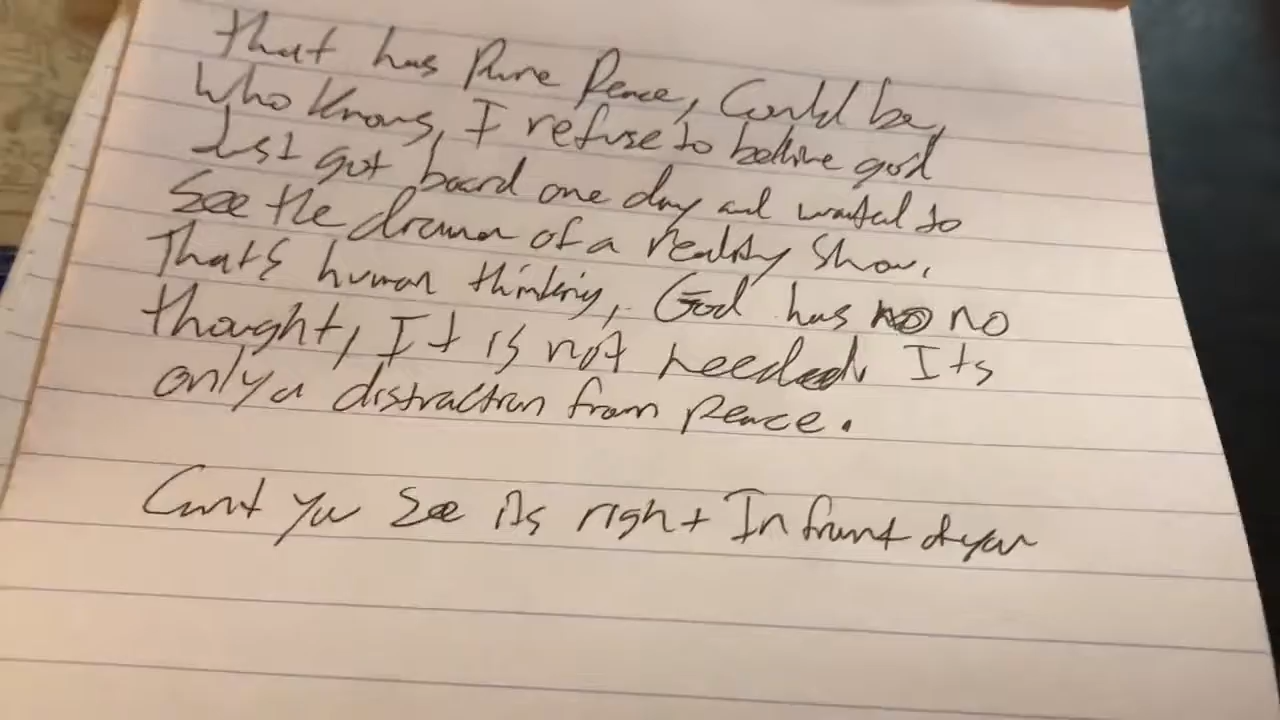 that has Pure Peace, Could be,
Who Knows, I refuse to belive god
Just got board one day and wanted to
See the drama of a reality show.
That's human thinking, God has no no
thought, It is not needed. Its
only a distraction from peace.
Cant you see its right In front of your